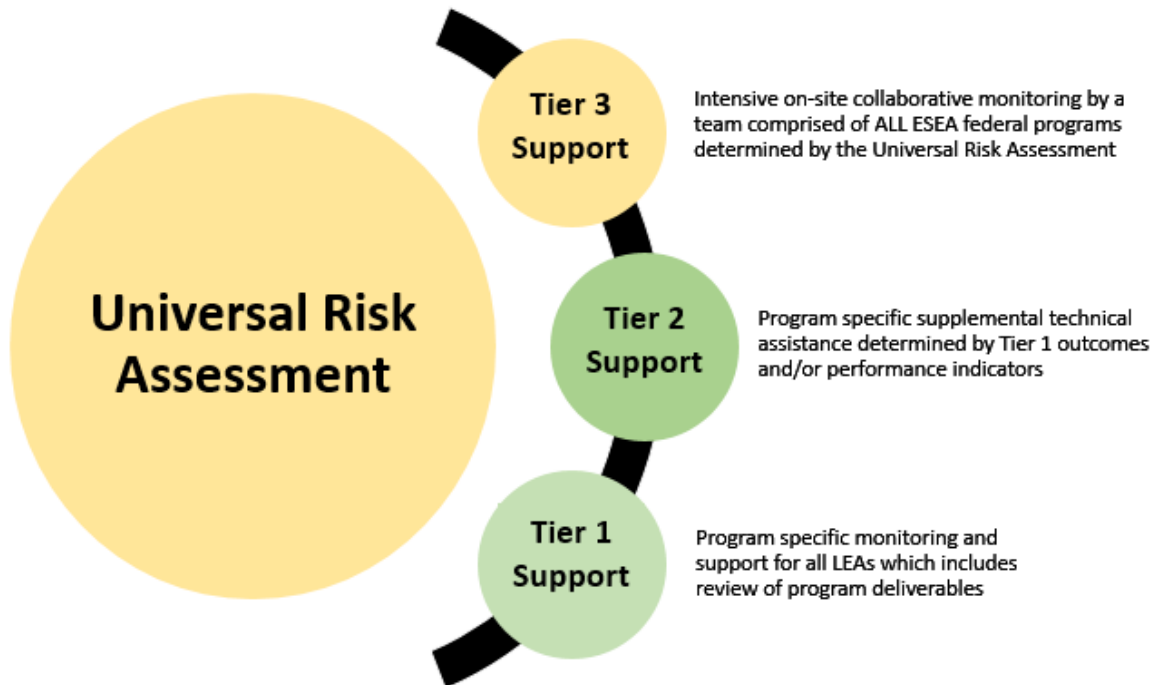 Universal Risk
Assessment
Tier 3
Support
Intensive on-site collaborative monitoring by a
team comprised of ALL ESEA federal programs
determined by the Universal Risk Assessment
Tier 2
Support
Program specific supplemental technical
assistance determined by Tier 1 outcomes
and/or performance indicators
Tier 1
Support
Program specific monitoring and
support for all LEAs which includes
review of program deliverables